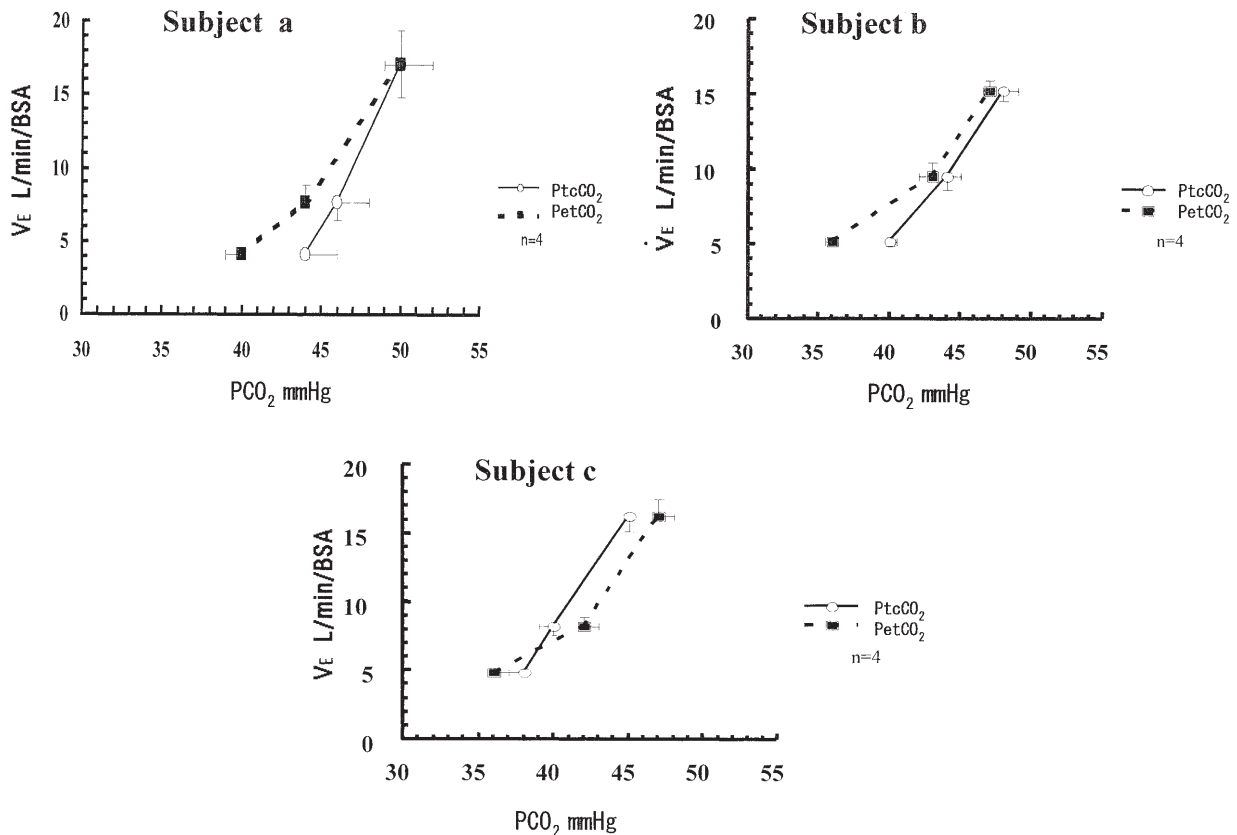 Subject a
V̇E L/min/BSA
20
15
10
5
0
30
35
40
45
50
55
PCO₂ mmHg
PtcCO₂
PetCO₂
n=4
Subject b
V̇E L/min/BSA
20
15
10
5
0
30
35
40
45
50
55
PCO₂ mmHg
PtcCO₂
PetCO₂
n=4
Subject c
V̇E L/min/BSA
20
15
10
5
0
30
35
40
45
50
55
PCO₂ mmHg
PtcCO₂
PetCO₂
n=4